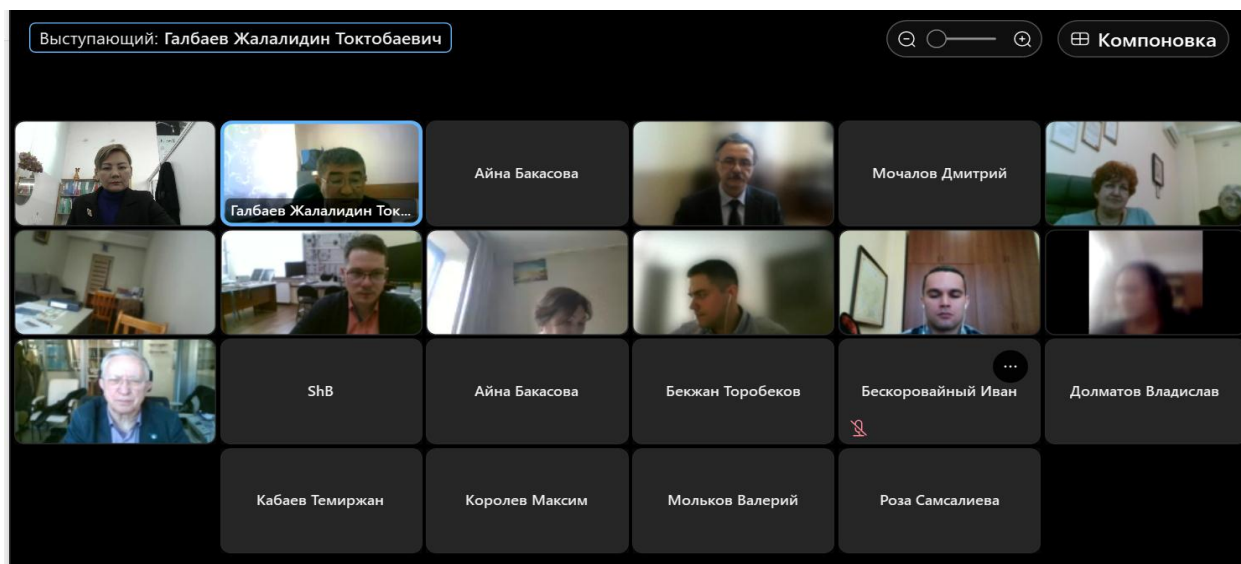 Выступающий: Галбаев Жалалидин Токтобаевич
Компоновка
Галбаев Жалалидин Ток...
Айна Бакасова
Мочалов Дмитрий
ShB
Айна Бакасова
Бекжан Торобеков
Бескоровайный Иван
Долматов Владислав
Кабаев Темиржан
Королев Максим
Мольков Валерий
Роза Самсалиева